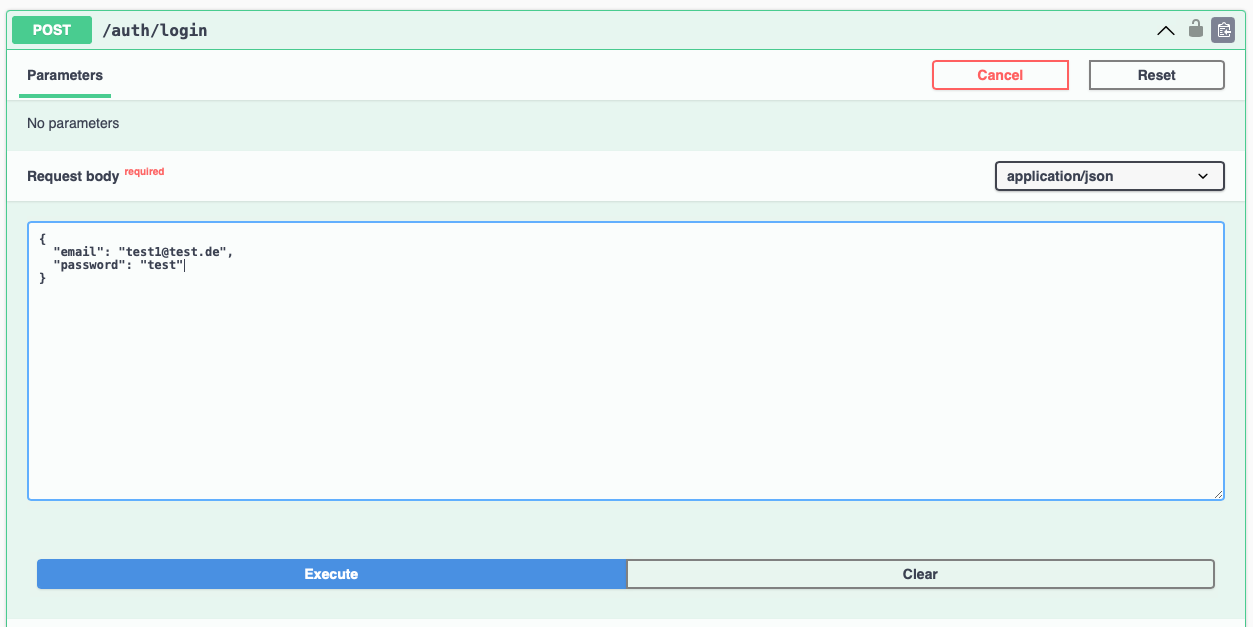 POST /auth/login
Parameters
Cancel
Reset
No parameters
Request body required
application/json
{
  "email": "test1@test.de",
  "password": "test"
}
Execute
Clear